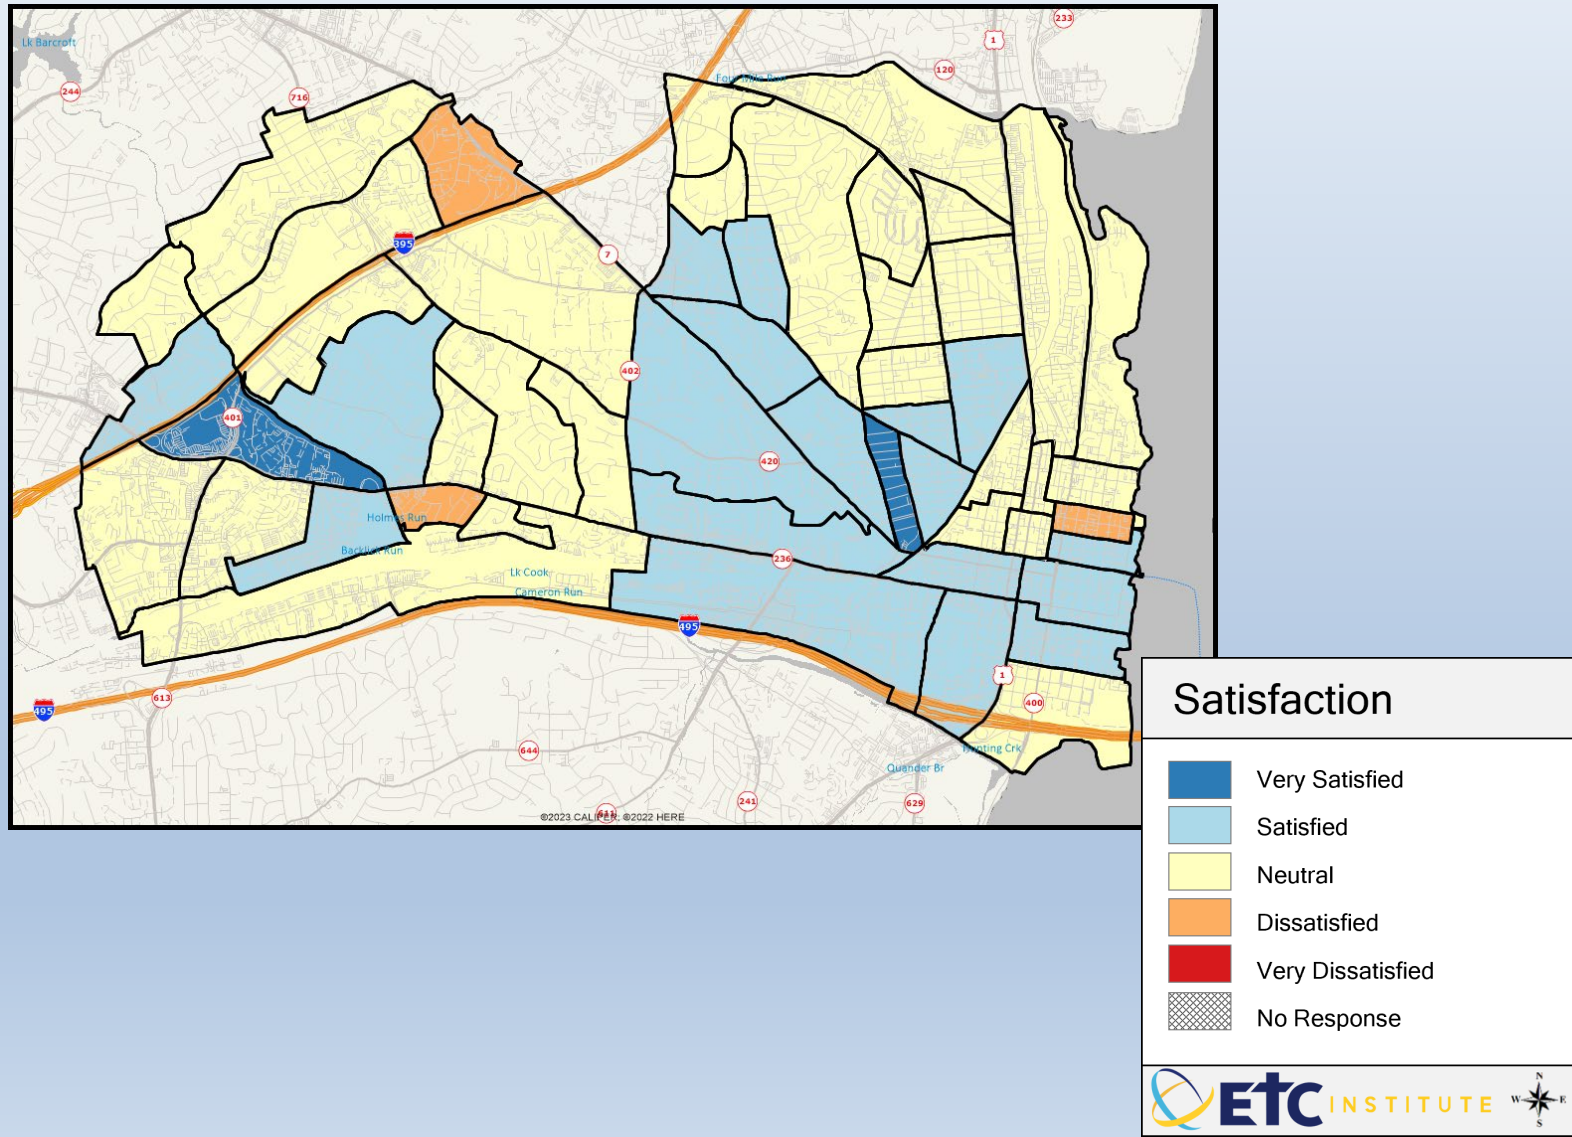 Lk Barcroft
233
1
244
Four Mile Run
120
716
395
7
402
401
420
Holmes Run
Backlick Run
236
Lk Cook
Cameron Run
495
1
613
400
495
644
Hunting Crk
Quander Br
241
629
611
©2023 CALIPER; ©2022 HERE
Satisfaction
Very Satisfied
Satisfied
Neutral
Dissatisfied
Very Dissatisfied
No Response
ETC INSTITUTE
N
W E
S